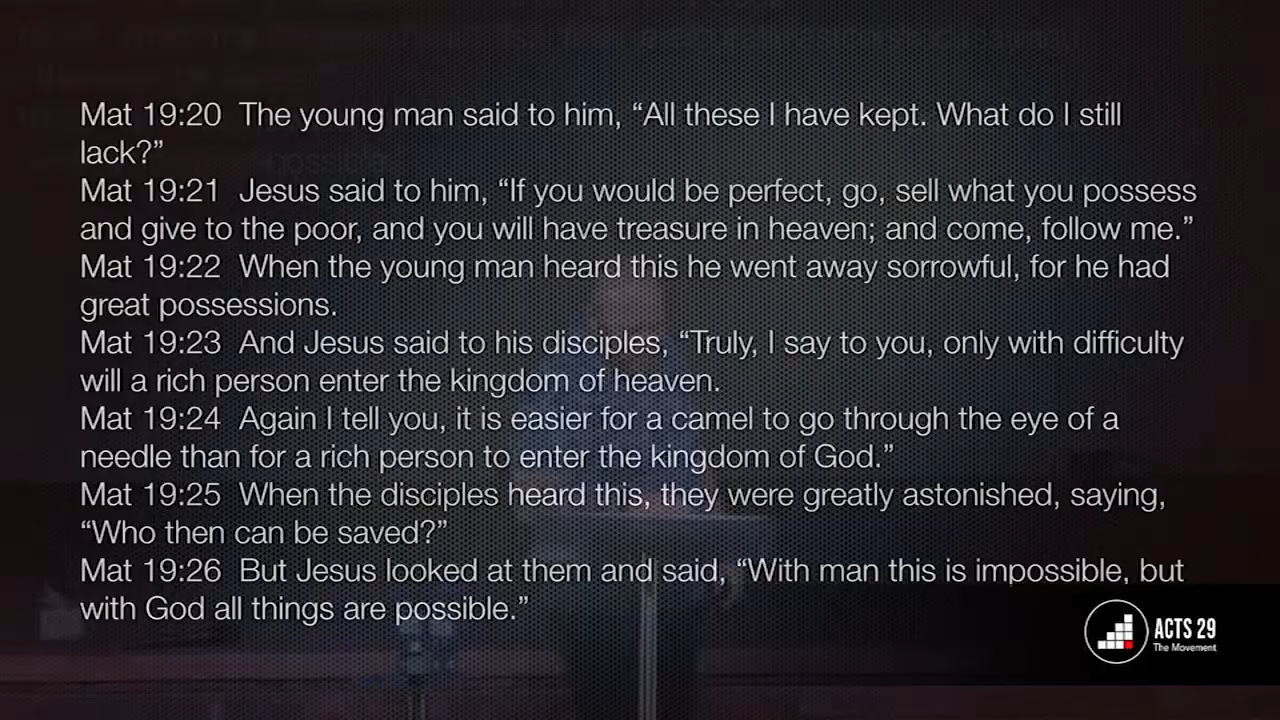 Mat 19:20  The young man said to him, “All these I have kept. What do I still
lack?”
Mat 19:21  Jesus said to him, “If you would be perfect, go, sell what you possess
and give to the poor, and you will have treasure in heaven; and come, follow me.”
Mat 19:22  When the young man heard this he went away sorrowful, for he had
great possessions.
Mat 19:23  And Jesus said to his disciples, “Truly, I say to you, only with difficulty
will a rich person enter the kingdom of heaven.
Mat 19:24  Again I tell you, it is easier for a camel to go through the eye of a
needle than for a rich person to enter the kingdom of God.”
Mat 19:25  When the disciples heard this, they were greatly astonished, saying,
“Who then can be saved?”
Mat 19:26  But Jesus looked at them and said, “With man this is impossible, but
with God all things are possible.”
ACTS 29
The Movement